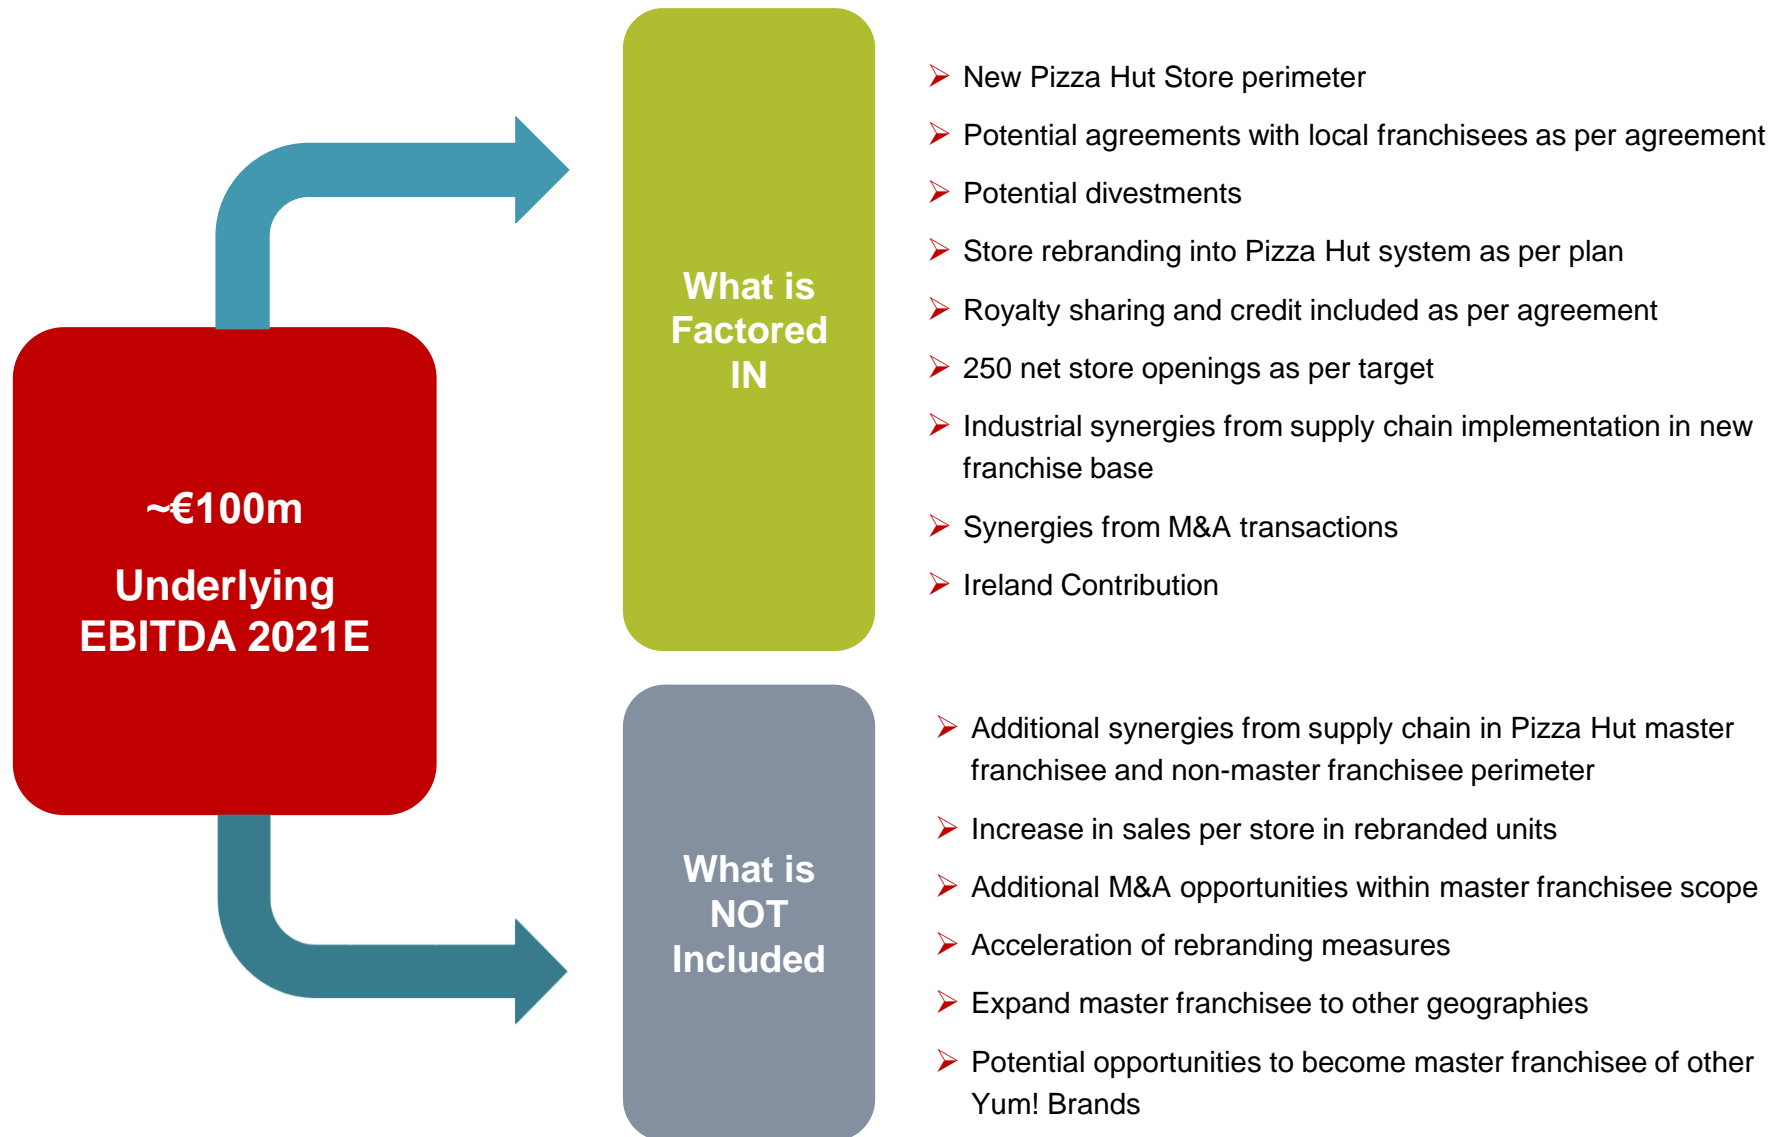 ~€100m
Underlying
EBITDA 2021E
What is
Factored
IN
New Pizza Hut Store perimeter
Potential agreements with local franchisees as per agreement
Potential divestments
Store rebranding into Pizza Hut system as per plan
Royalty sharing and credit included as per agreement
250 net store openings as per target
Industrial synergies from supply chain implementation in new
franchise base
Synergies from M&A transactions
Ireland Contribution
What is
NOT
Included
Additional synergies from supply chain in Pizza Hut master
franchisee and non-master franchisee perimeter
Increase in sales per store in rebranded units
Additional M&A opportunities within master franchisee scope
Acceleration of rebranding measures
Expand master franchisee to other geographies
Potential opportunities to become master franchisee of other
Yum! Brands